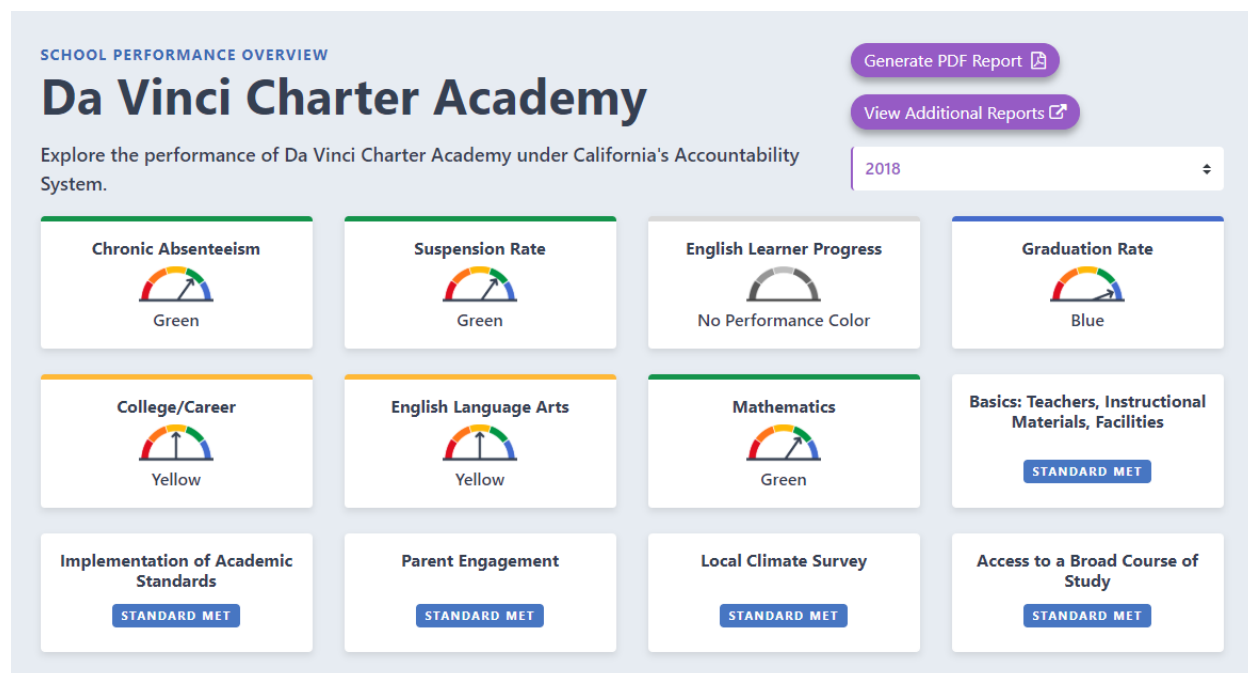 SCHOOL PERFORMANCE OVERVIEW
Da Vinci Charter Academy
Explore the performance of Da Vinci Charter Academy under California's Accountability
System.
Generate PDF Report
View Additional Reports
2018
Chronic Absenteeism
Green
Suspension Rate
Green
English Learner Progress
No Performance Color
Graduation Rate
Blue
College/Career
Yellow
English Language Arts
Yellow
Mathematics
Green
Basics: Teachers, Instructional
Materials, Facilities
STANDARD MET
Implementation of Academic
Standards
STANDARD MET
Parent Engagement
STANDARD MET
Local Climate Survey
STANDARD MET
Access to a Broad Course of
Study
STANDARD MET